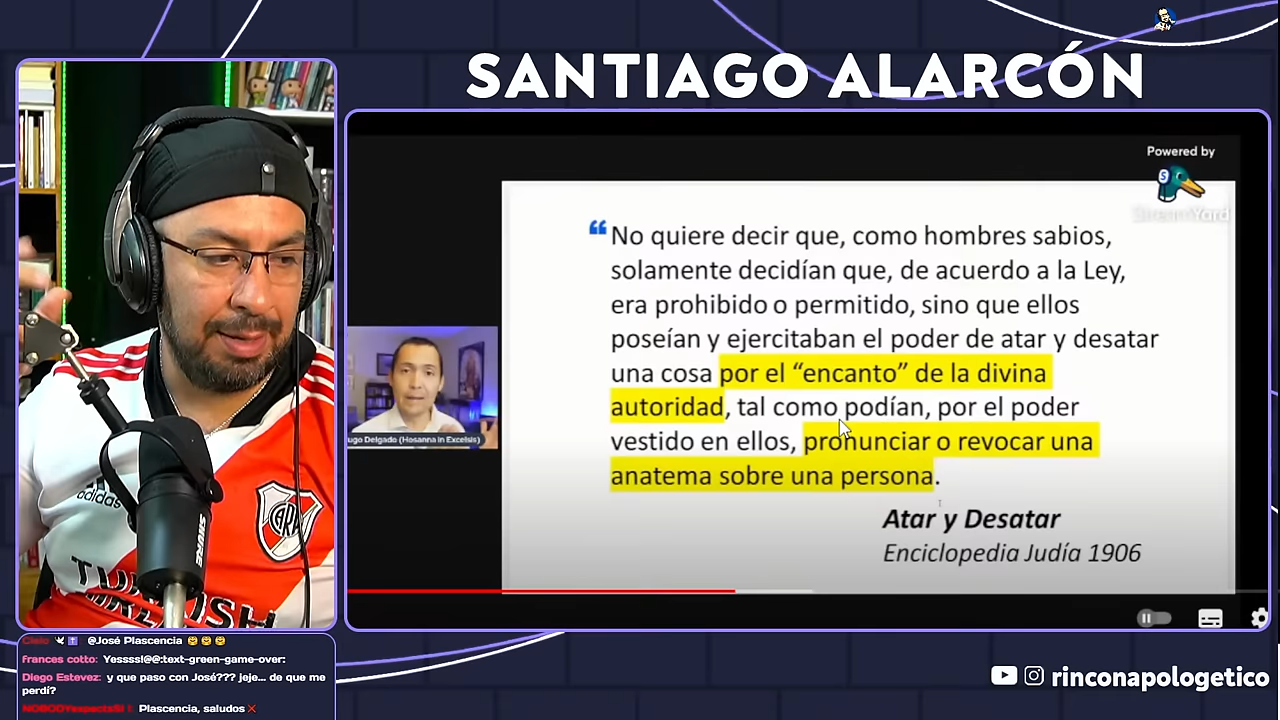 SANTIAGO ALARCÓN
Powered by
StreamYard
“ No quiere decir que, como hombres sabios,
solamente decidían que, de acuerdo a la Ley,
era prohibido o permitido, sino que ellos
poseían y ejercitaban el poder de atar y desatar
una cosa por el “encanto” de la divina
autoridad, tal como podían, por el poder
vestido en ellos, pronunciar o revocar una
anatema sobre una persona.
Atar y Desatar
Enciclopedia Judía 1906
ugo Delgado (Hosanna in Excelsis)
adidas
CARP
TURKISH
SHURE
Cielo @José Plascencia
frances cotto: Yessss!@@:text-green-game-over:
Diego Estevez: y que paso con José??? jeje... de que me
perdí?
Plascencia, saludos
rinconapologetico